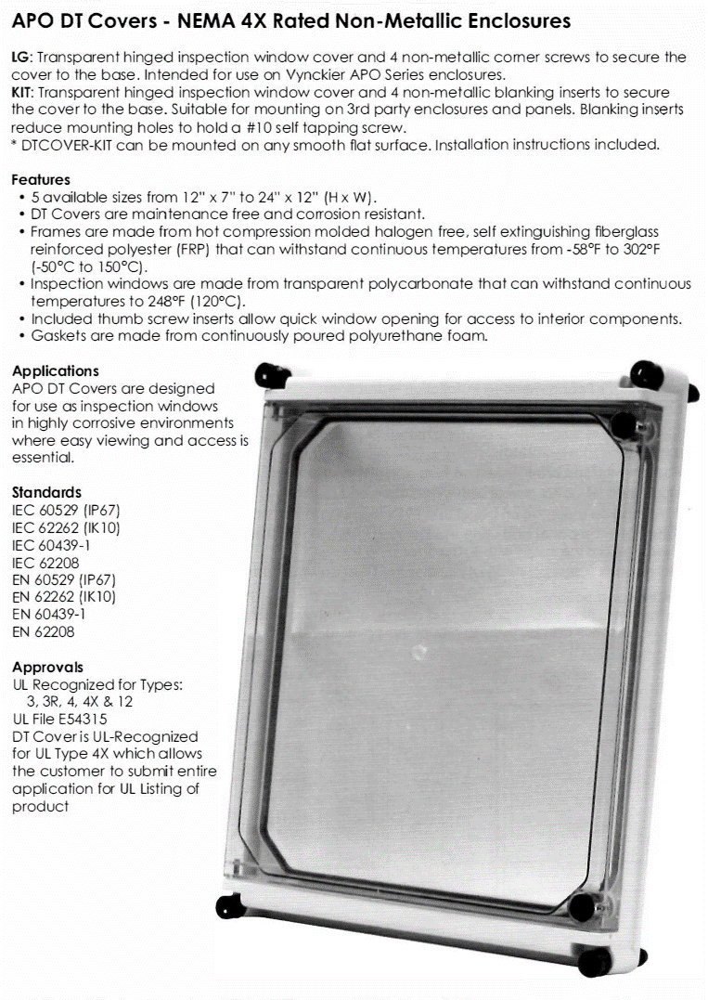 APO DT Covers - NEMA 4X Rated Non-Metallic Enclosures
LG: Transparent hinged inspection window cover and 4 non-metallic corner screws to secure the
cover to the base. Intended for use on Vynckier APO Series enclosures.
KIT: Transparent hinged inspection window cover and 4 non-metallic blanking inserts to secure
the cover to the base. Suitable for mounting on 3rd party enclosures and panels. Blanking inserts
reduce mounting holes to hold a #10 self tapping screw.
* DTCOVER-KIT can be mounted on any smooth flat surface. Installation instructions included.
Features
• 5 available sizes from 12" x 7" to 24" x 12" (H x W).
• DT Covers are maintenance free and corrosion resistant.
• Frames are made from hot compression molded halogen free, self extinguishing fiberglass
reinforced polyester (FRP) that can withstand continuous temperatures from -58°F to 302°F
(-50°C to 150°C).
• Inspection windows are made from transparent polycarbonate that can withstand continuous
temperatures to 248°F (120°C).
• Included thumb screw inserts allow quick window opening for access to interior components.
• Gaskets are made from continuously poured polyurethane foam.
Applications
APO DT Covers are designed
for use as inspection windows
in highly corrosive environments
where easy viewing and access is
essential.
Standards
IEC 60529 (IP67)
IEC 62262 (IK10)
IEC 60439-1
IEC 62208
EN 60529 (IP67)
EN 62262 (IK10)
EN 60439-1
EN 62208
Approvals
UL Recognized for Types:
3, 3R, 4, 4X & 12
UL File E54315
DT Cover is UL-Recognized
for UL Type 4X which allows
the customer to submit entire
application for UL Listing of
product